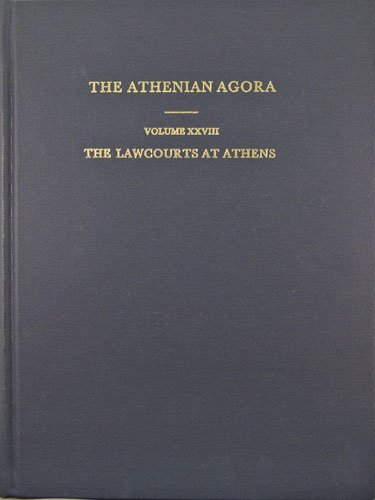 THE ATHENIAN AGORA
VOLUME XXVIII
THE LAWCOURTS AT ATHENS